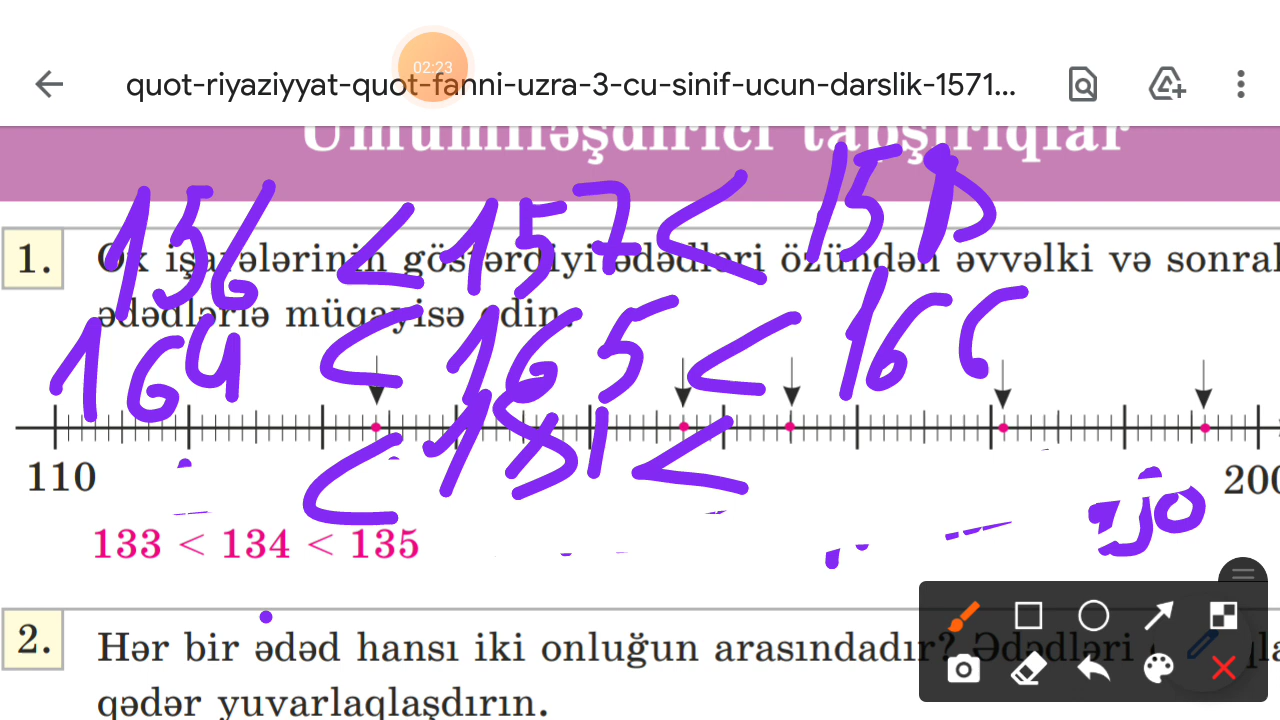 02:23
quot-riyaziyyat-quot-fanni-uzra-3-cu-sinif-ucun-darslik-1571...
Ümumiləşdirici tapşırıqlar
156 < 157 < 158
1. Ox işarələrinin göstərdiyi ədədləri özündən əvvəlki və sonrak
ədədlərlə müqayisə edin.
164 < 165 < 166
< 181 <
110 200
133 < 134 < 135
2. Hər bir ədəd hansı iki onluğun arasındadır? Ədədləri
qədər yuvarlaqlaşdırın.